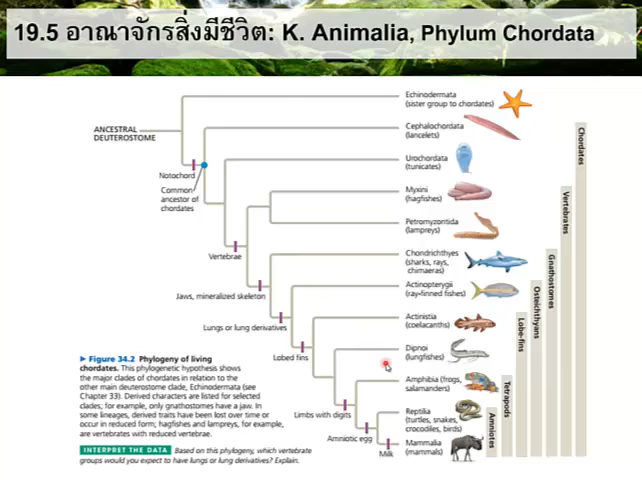 19.5 อาณาจักรสิ่งมีชีวิต: K. Animalia, Phylum Chordata
Echinodermata
(sister group to chordates)
ANCESTRAL
DEUTEROSTOME
Cephalochordata
(lancelets)
Notochord
Common
ancestor of
chordates
Urochordata
(tunicates)
Myxini
(hagfishes)
Petromyzontida
(lampreys)
Vertebrae
Chondrichthyes
(sharks, rays,
chimaeras)
Jaws, mineralized skeleton
Actinopterygii
(ray-finned fishes)
Lungs or lung derivatives
Actinistia
(coelacanths)
Lobed fins
Dipnoi
(lungfishes)
Amphibia (frogs,
salamanders)
Limbs with digits
Reptilia
(turtles, snakes,
crocodiles, birds)
Amniotic egg
Mammalia
(mammals)
Milk
Chordates
Vertebrates
Gnathostomes
Osteichthyans
Lobe-fins
Tetrapods
Amniotes
▶ Figure 34.2 Phylogeny of living
chordates. This phylogenetic hypothesis shows
the major clades of chordates in relation to the
other main deuterostome clade, Echinodermata (see
Chapter 33). Derived characters are listed for selected
clades; for example, only gnathostomes have a jaw. In
some lineages, derived traits have been lost over time or
occur in reduced form; hagfishes and lampreys, for example,
are vertebrates with reduced vertebrae.
INTERPRET THE DATA Based on this phylogeny, which vertebrate
groups would you expect to have lungs or lung derivatives? Explain.